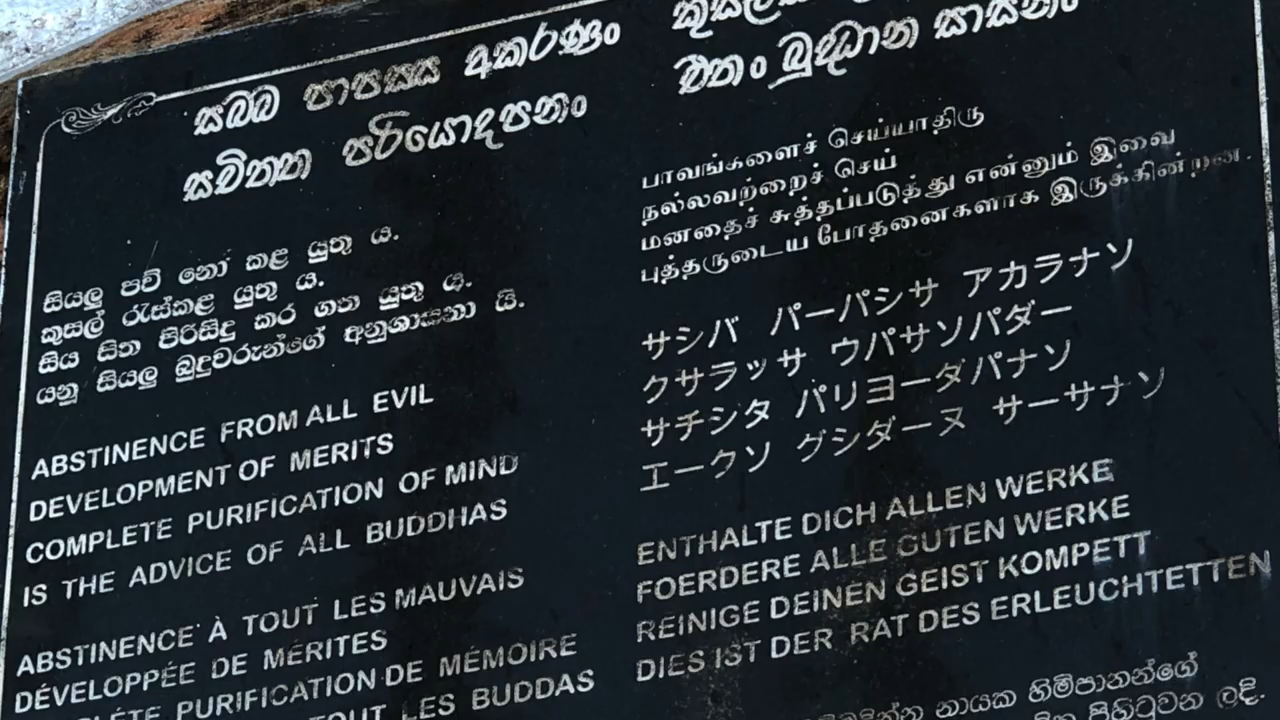 සබ්බ පාපස්ස අකරණං
සචිත්ත පරියොදපනං
එතං බුද්ධාන සාසනං
සියලු පව් නො කළ යුතු ය.
කුසල් රැස්කළ යුතු ය.
සිය සිත පිරිසිදු කර ගත යුතු ය.
යනු සියලු බුදුවරුන්ගේ අනුශාසනා යි.
ABSTINENCE FROM ALL EVIL
DEVELOPMENT OF MERITS
COMPLETE PURIFICATION OF MIND
IS THE ADVICE OF ALL BUDDHAS
ABSTINENCE À TOUT LES MAUVAIS
DÉVELOPPÉE DE MÉRITES
PURIFICATION DE MÉMOIRE
TOUT LES BUDDAS
பாவங்களைச் செய்யாதிரு
நல்லவற்றைச் செய்
மனதைச் சுத்தப்படுத்து என்னும் இவை
புத்தருடைய போதனைகளாக இருக்கின்றன.
サシバ パーパシサ アカラナソ
クサラッサ ウパサソパダー
サチシタ パリヨーダパナソ
エークソ グシダーヌ サーサナソ
ENTHALTE DICH ALLEN WERKE
FOERDERE ALLE GUTEN WERKE
REINIGE DEINEN GEIST KOMPETT
DIES IST DER RAT DES ERLEUCHTETTEN
නායක හිමිපානන්ගේ
පිහිටුවන ලදි.